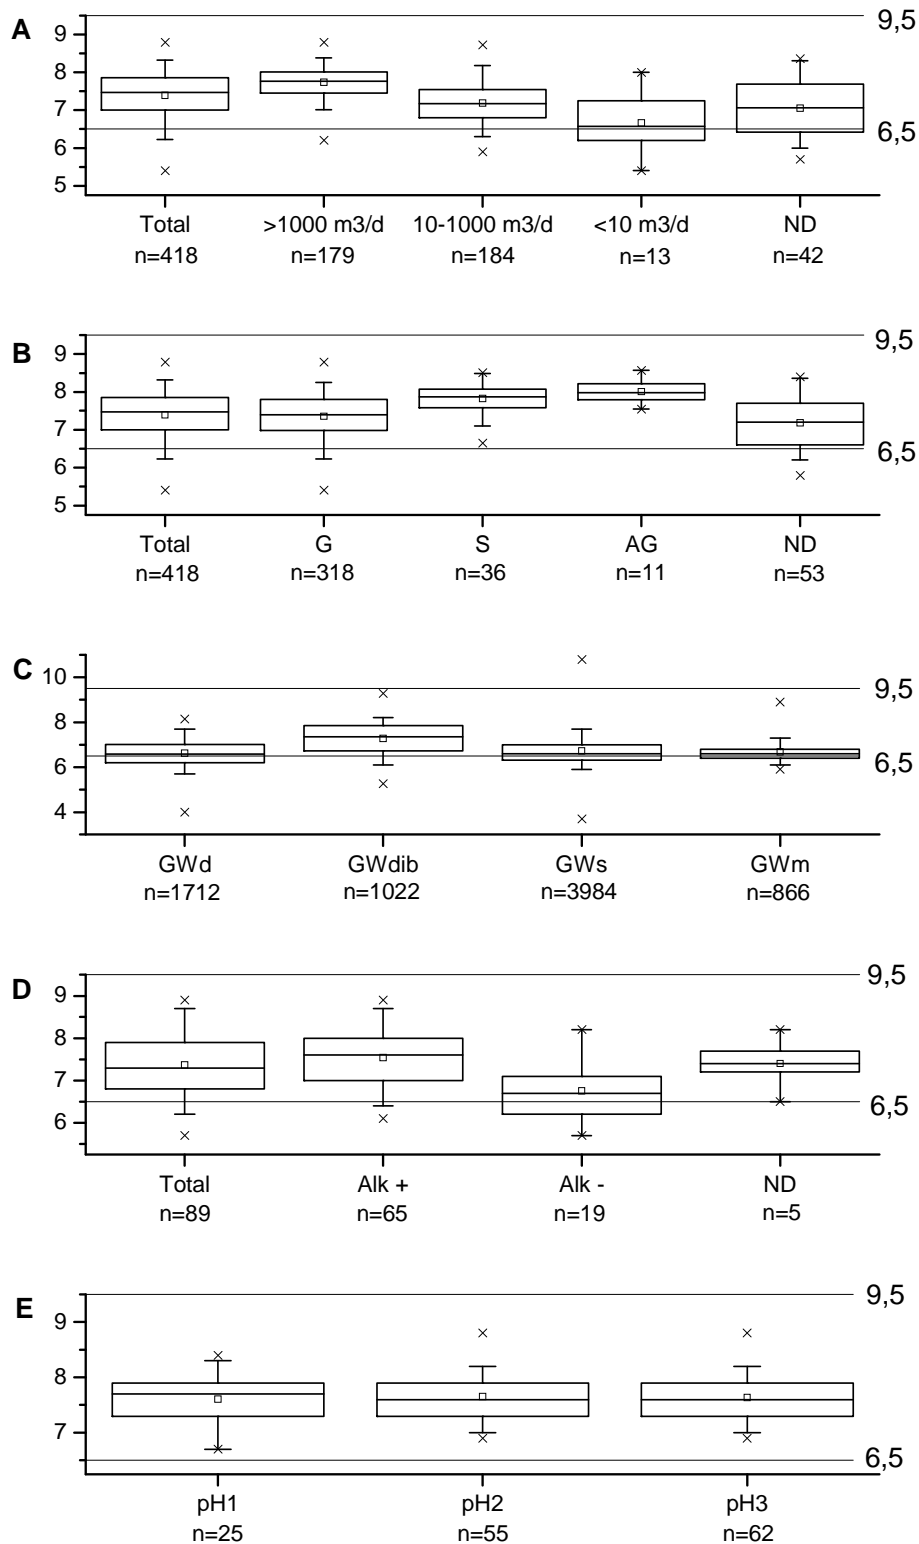 A
9
8
7
6
5
9,5
6,5
Total
>1000 m3/d
10-1000 m3/d
<10 m3/d
ND
n=418
n=179
n=184
n=13
n=42
B
9
8
7
6
5
9,5
6,5
Total
G
S
AG
ND
n=418
n=318
n=36
n=11
n=53
C
10
8
6
4
9,5
6,5
GWd
GWdib
GWs
GWm
n=1712
n=1022
n=3984
n=866
D
9
8
7
6
9,5
6,5
Total
Alk +
Alk -
ND
n=89
n=65
n=19
n=5
E
9
8
7
9,5
6,5
pH1
pH2
pH3
n=25
n=55
n=62